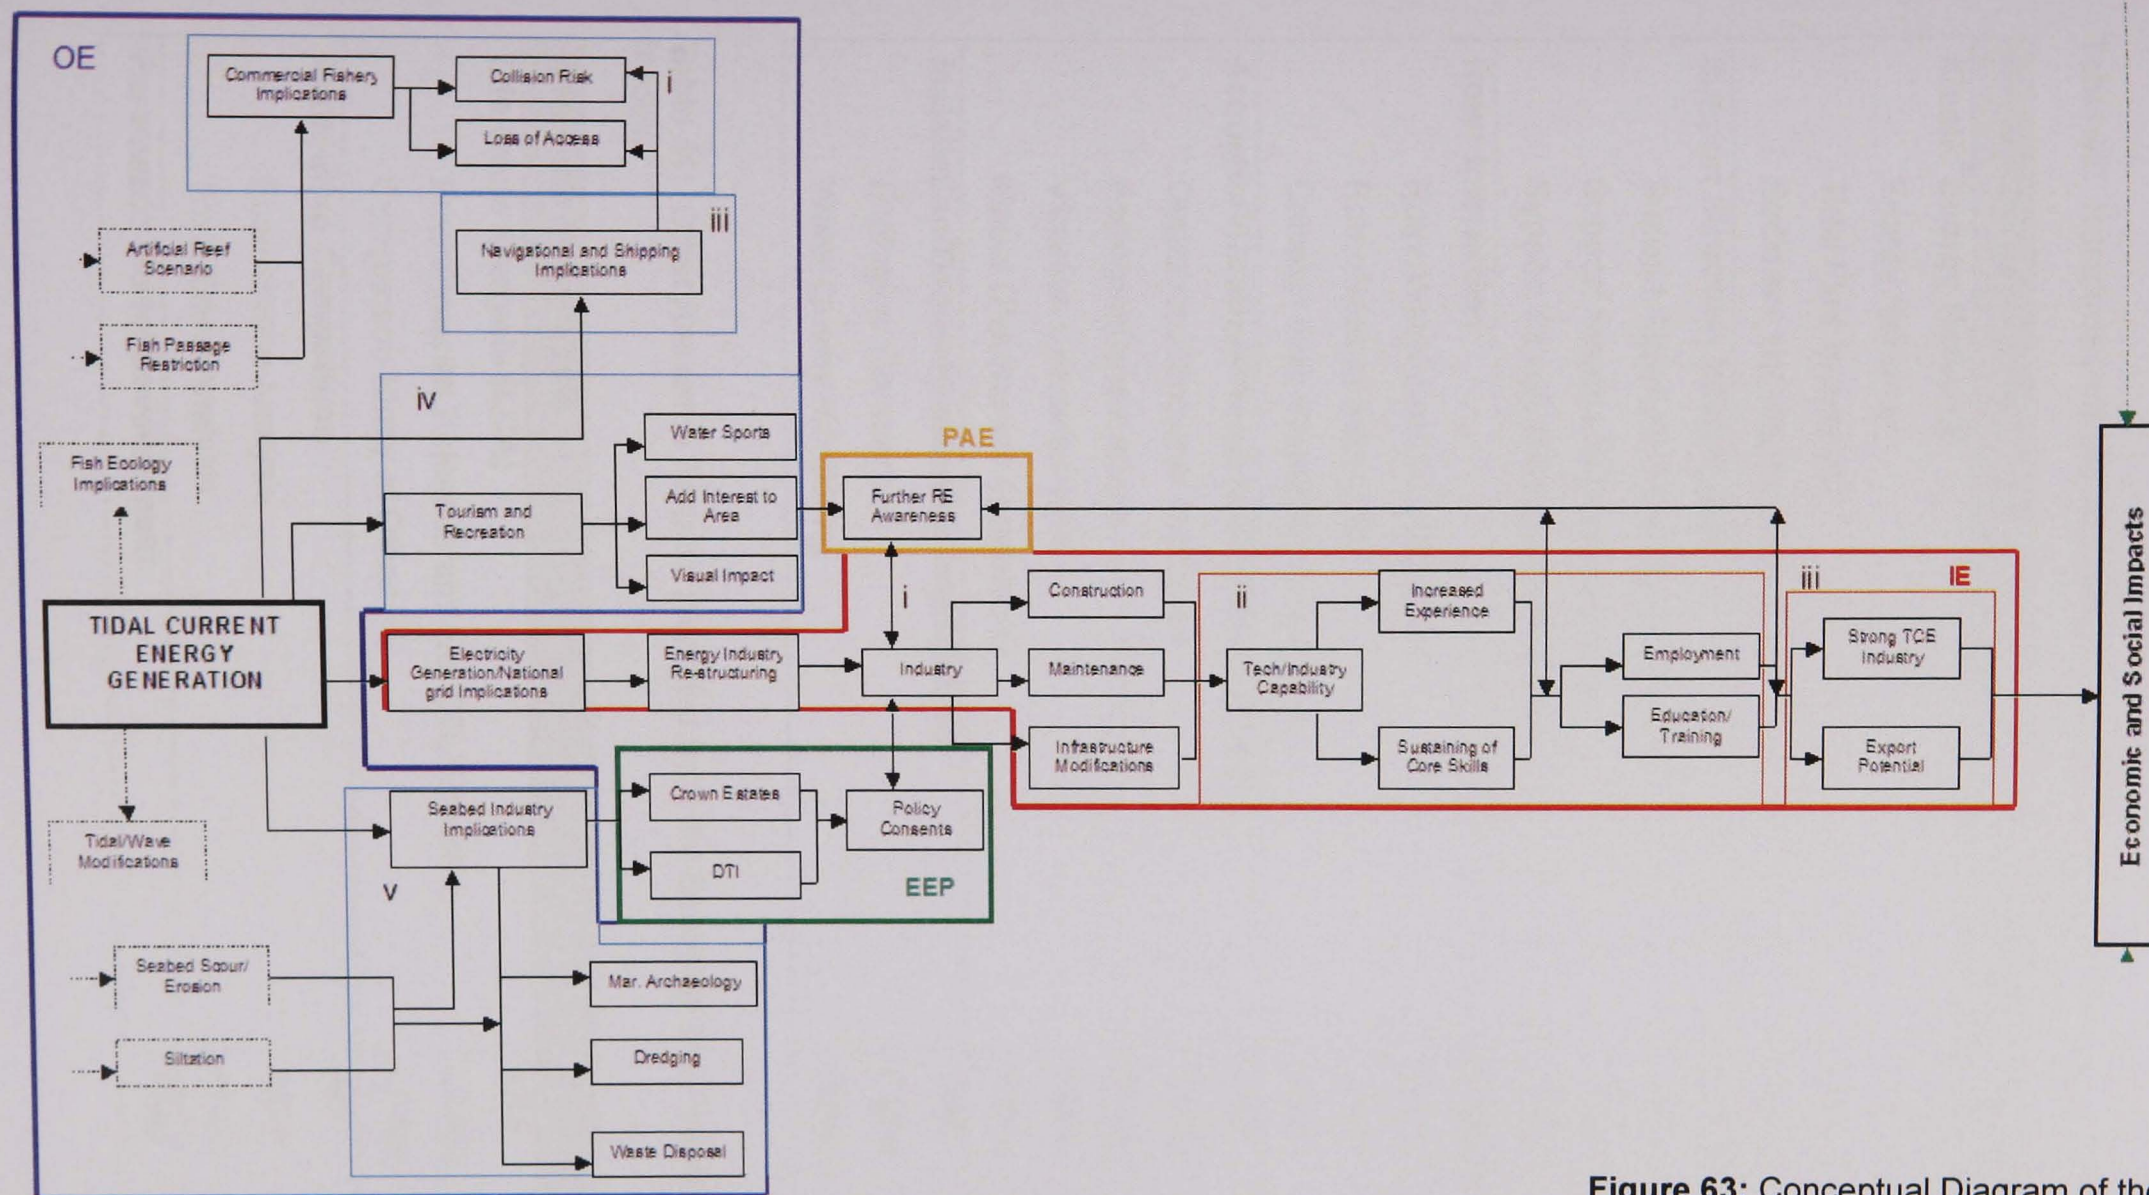 OE
Commercial Fishery
Implications
Collision Risk
i
Loss of Access
iii
Navigational and Shipping
Implications
Artificial Reef
Scenario
Fish Passage
Restriction
iv
Water Sports
Fish Ecology
Implications
Tourism and
Recreation
Add Interest to
Area
Visual Impact
PAE
Further RE
Awareness
TIDAL CURRENT
ENERGY
GENERATION
Electricity
Generation/National
grid Implications
Energy Industry
Re-structuring
i
Industry
Construction
Maintenance
Infrastructure
Modifications
ii
Tech/Industry
Capability
Increased
Experience
Sustaining of
Core Skills
Employment
Education/
Training
iii
IE
Strong TCE
Industry
Export
Potential
Economic and Social Impacts
Tidal/Wave
Modifications
Seabed Industry
Implications
v
Crown Estates
DTI
Policy
Consents
EEP
Seabed Scour/
Erosion
Siltation
Mar. Archaeology
Dredging
Waste Disposal
Figure 63: Conceptual Diagram of the